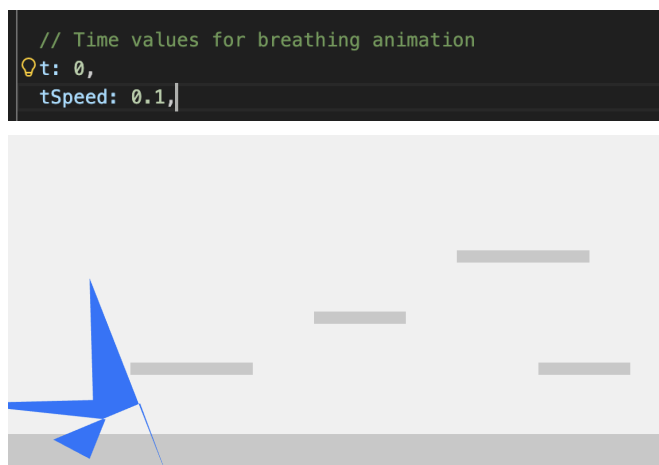 // Time values for breathing animation
t: 0,
tSpeed: 0.1,